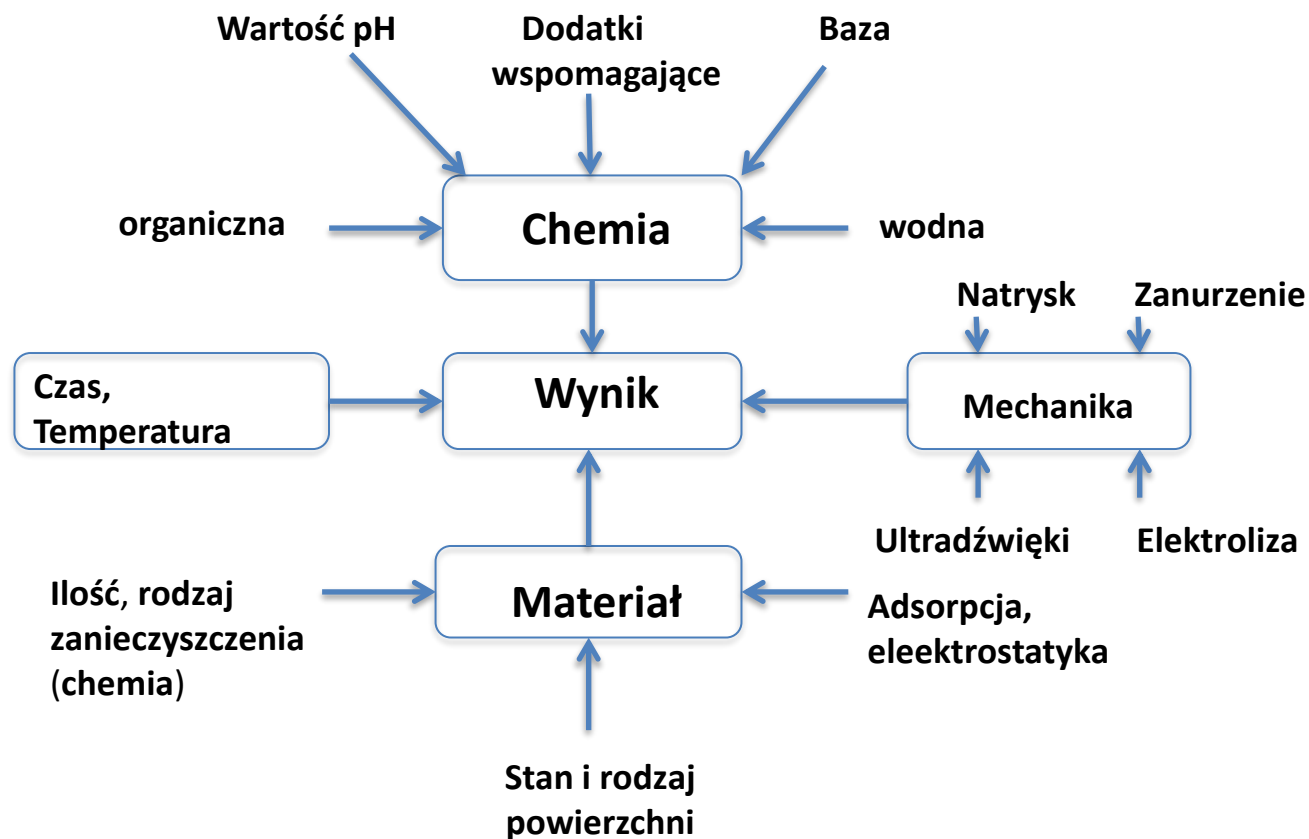 Wartość pH
Dodatki
wspomagające
Baza
organiczna
Chemia
wodna
Natrysk
Zanurzenie
Czas,
Temperatura
Wynik
Mechanika
Ultradźwięki
Elektroliza
Ilość, rodzaj
zanieczyszczenia
(chemia)
Materiał
Adsorpcja,
eleektrostatyka
Stan i rodzaj
powierzchni